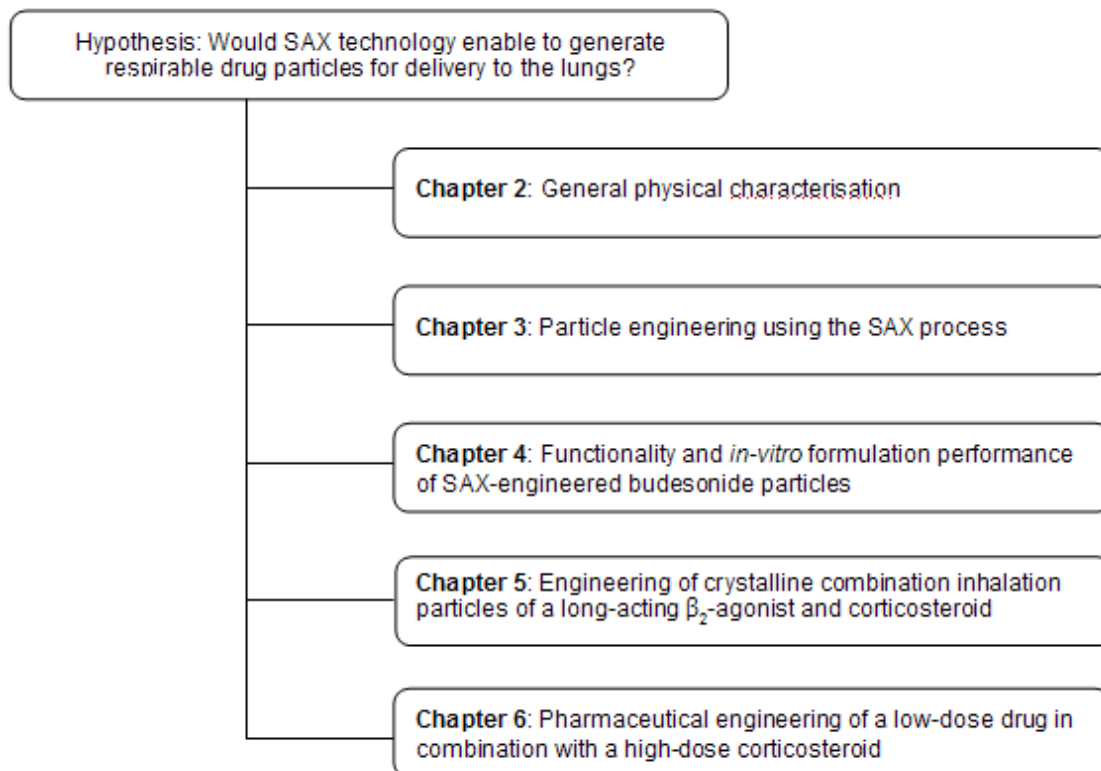 Hypothesis: Would SAX technology enable to generate
respirable drug particles for delivery to the lungs?
Chapter 2: General physical characterisation
Chapter 3: Particle engineering using the SAX process
Chapter 4: Functionality and in-vitro formulation performance
of SAX-engineered budesonide particles
Chapter 5: Engineering of crystalline combination inhalation
particles of a long-acting β₂-agonist and corticosteroid
Chapter 6: Pharmaceutical engineering of a low-dose drug in
combination with a high-dose corticosteroid